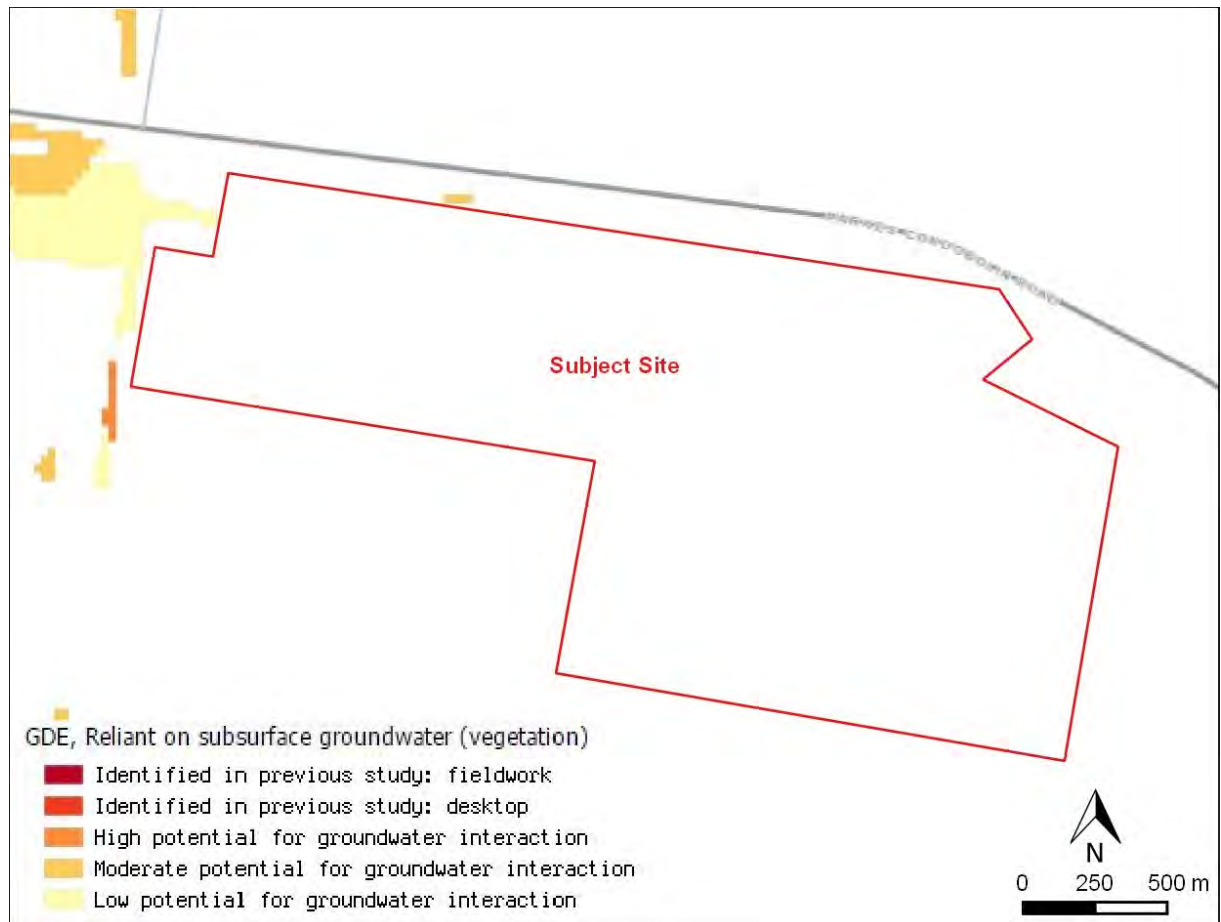 Subject Site
GDE, Reliant on subsurface groundwater (vegetation)
Identified in previous study: fieldwork
Identified in previous study: desktop
High potential for groundwater interaction
Moderate potential for groundwater interaction
Low potential for groundwater interaction
N
0 250 500 m